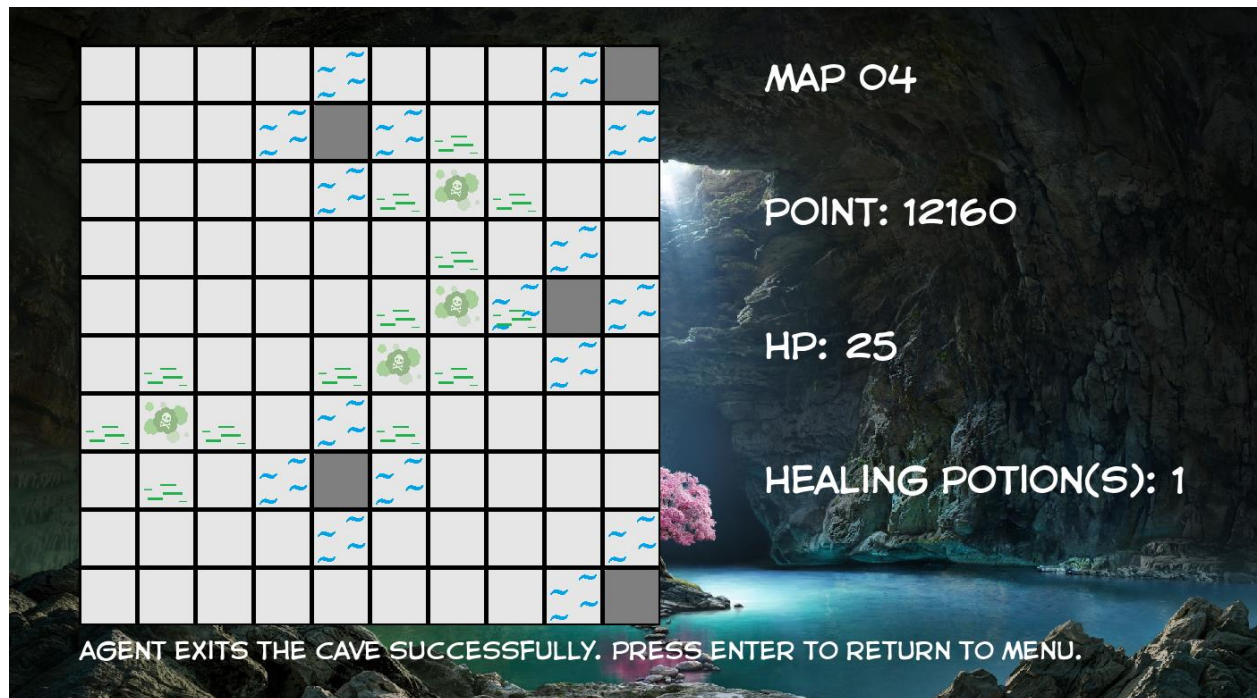 MAP 04
POINT: 12160
HP: 25
HEALING POTION(S): 1
AGENT EXITS THE CAVE SUCCESSFULLY. PRESS ENTER TO RETURN TO MENU.